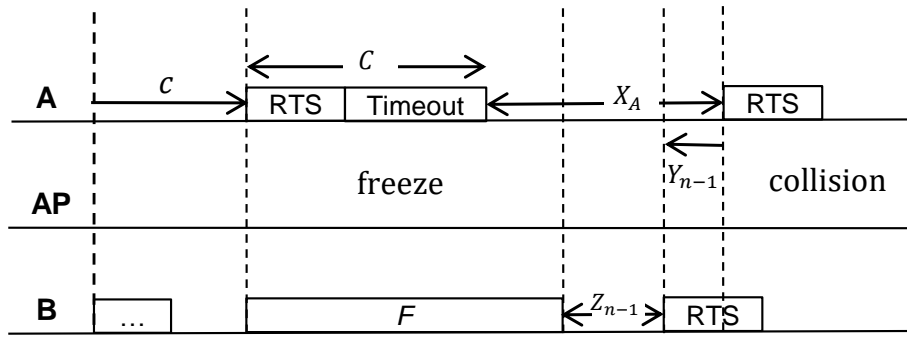 C
c
A
RTS
Timeout
X_A
RTS
Y_{n-1}
freeze
collision
AP
B
...
F
Z_{n-1}
RTS